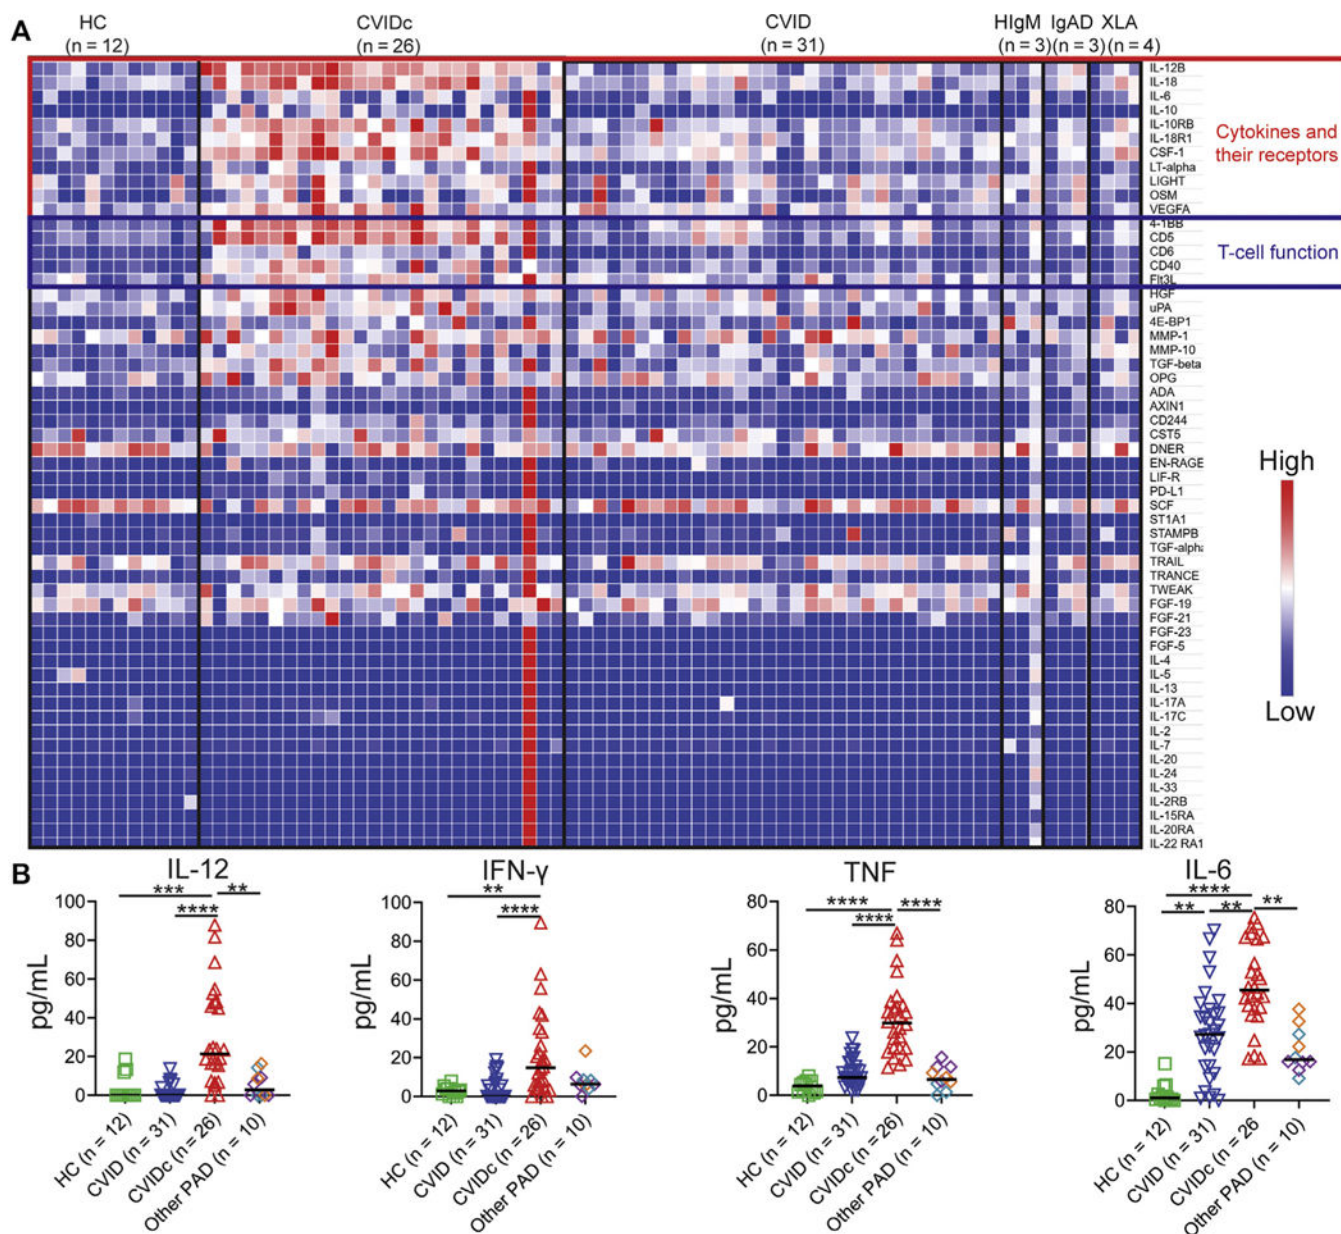 A
HC
(n = 12)
CVIDc
(n = 26)
CVID
(n = 31)
HIgM IgAD XLA
(n = 3) (n = 3) (n = 4)
IL-12B
IL-18
IL-6
IL-10
IL-10RB
IL-18R1
CSF-1
LT-alpha
LIGHT
OSM
VEGFA
Cytokines and
their receptors
4-1BB
CD5
CD6
CD40
Flt3L
T-cell function
HGF
uPA
4E-BP1
MMP-1
MMP-10
TGF-beta
OPG
ADA
AXIN1
CD244
CST5
DNER
EN-RAGE
LIF-R
PD-L1
SCF
ST1A1
STAMPB
TGF-alpha
TRAIL
TRANCE
TWEAK
FGF-19
FGF-21
FGF-23
FGF-5
IL-4
IL-5
IL-13
IL-17A
IL-17C
IL-2
IL-7
IL-20
IL-24
IL-33
IL-2RB
IL-15RA
IL-20RA
IL-22 RA1
High
Low
B
IL-12
*** **
****
pg/mL
100
80
60
40
20
0
HC (n = 12)
CVID (n = 31)
CVIDc (n = 26)
Other PAD (n = 10)
IFN-γ
**
****
pg/mL
100
80
60
40
20
0
HC (n = 12)
CVID (n = 31)
CVIDc (n = 26)
Other PAD (n = 10)
TNF
**** ****
****
pg/mL
80
60
40
20
0
HC (n = 12)
CVID (n = 31)
CVIDc (n = 26)
Other PAD (n = 10)
IL-6
****
** ** **
pg/mL
80
60
40
20
0
HC (n = 12)
CVID (n = 31)
CVIDc (n = 26
Other PAD (n = 10)